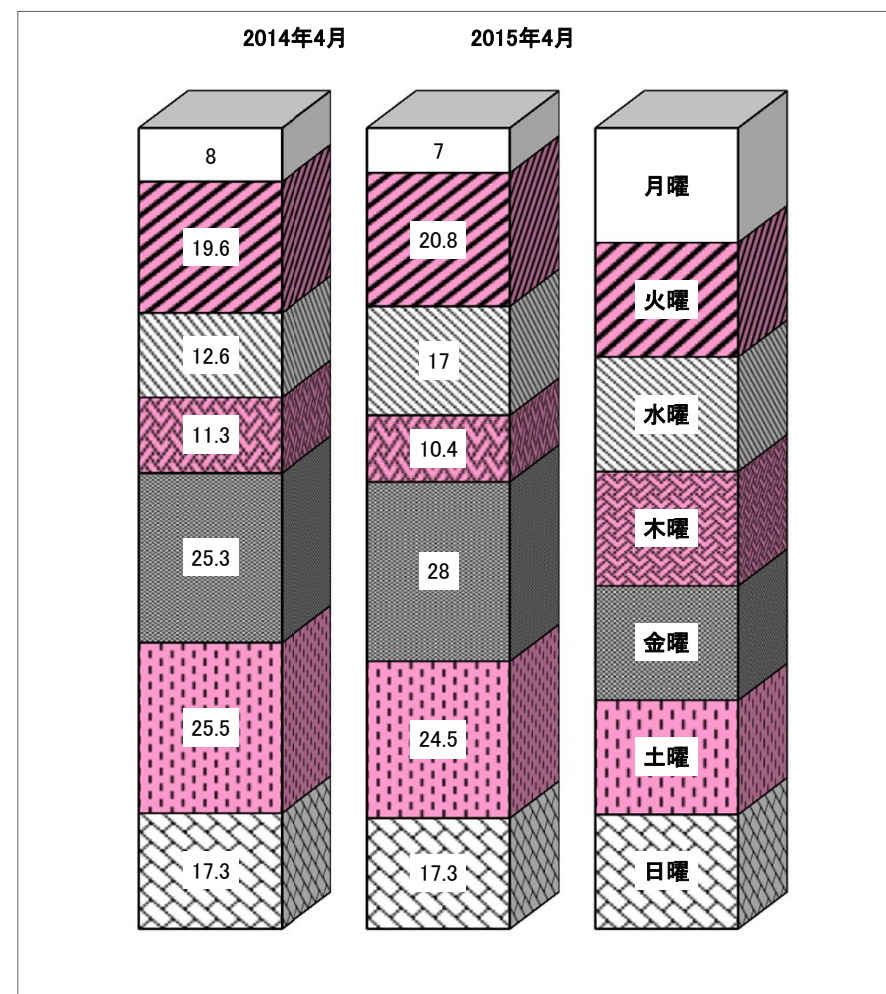 2014年4月 2015年4月
8 7 月曜
19.6 20.8 火曜
12.6 17 水曜
11.3 10.4 木曜
25.3 28 金曜
25.5 24.5 土曜
17.3 17.3 日曜